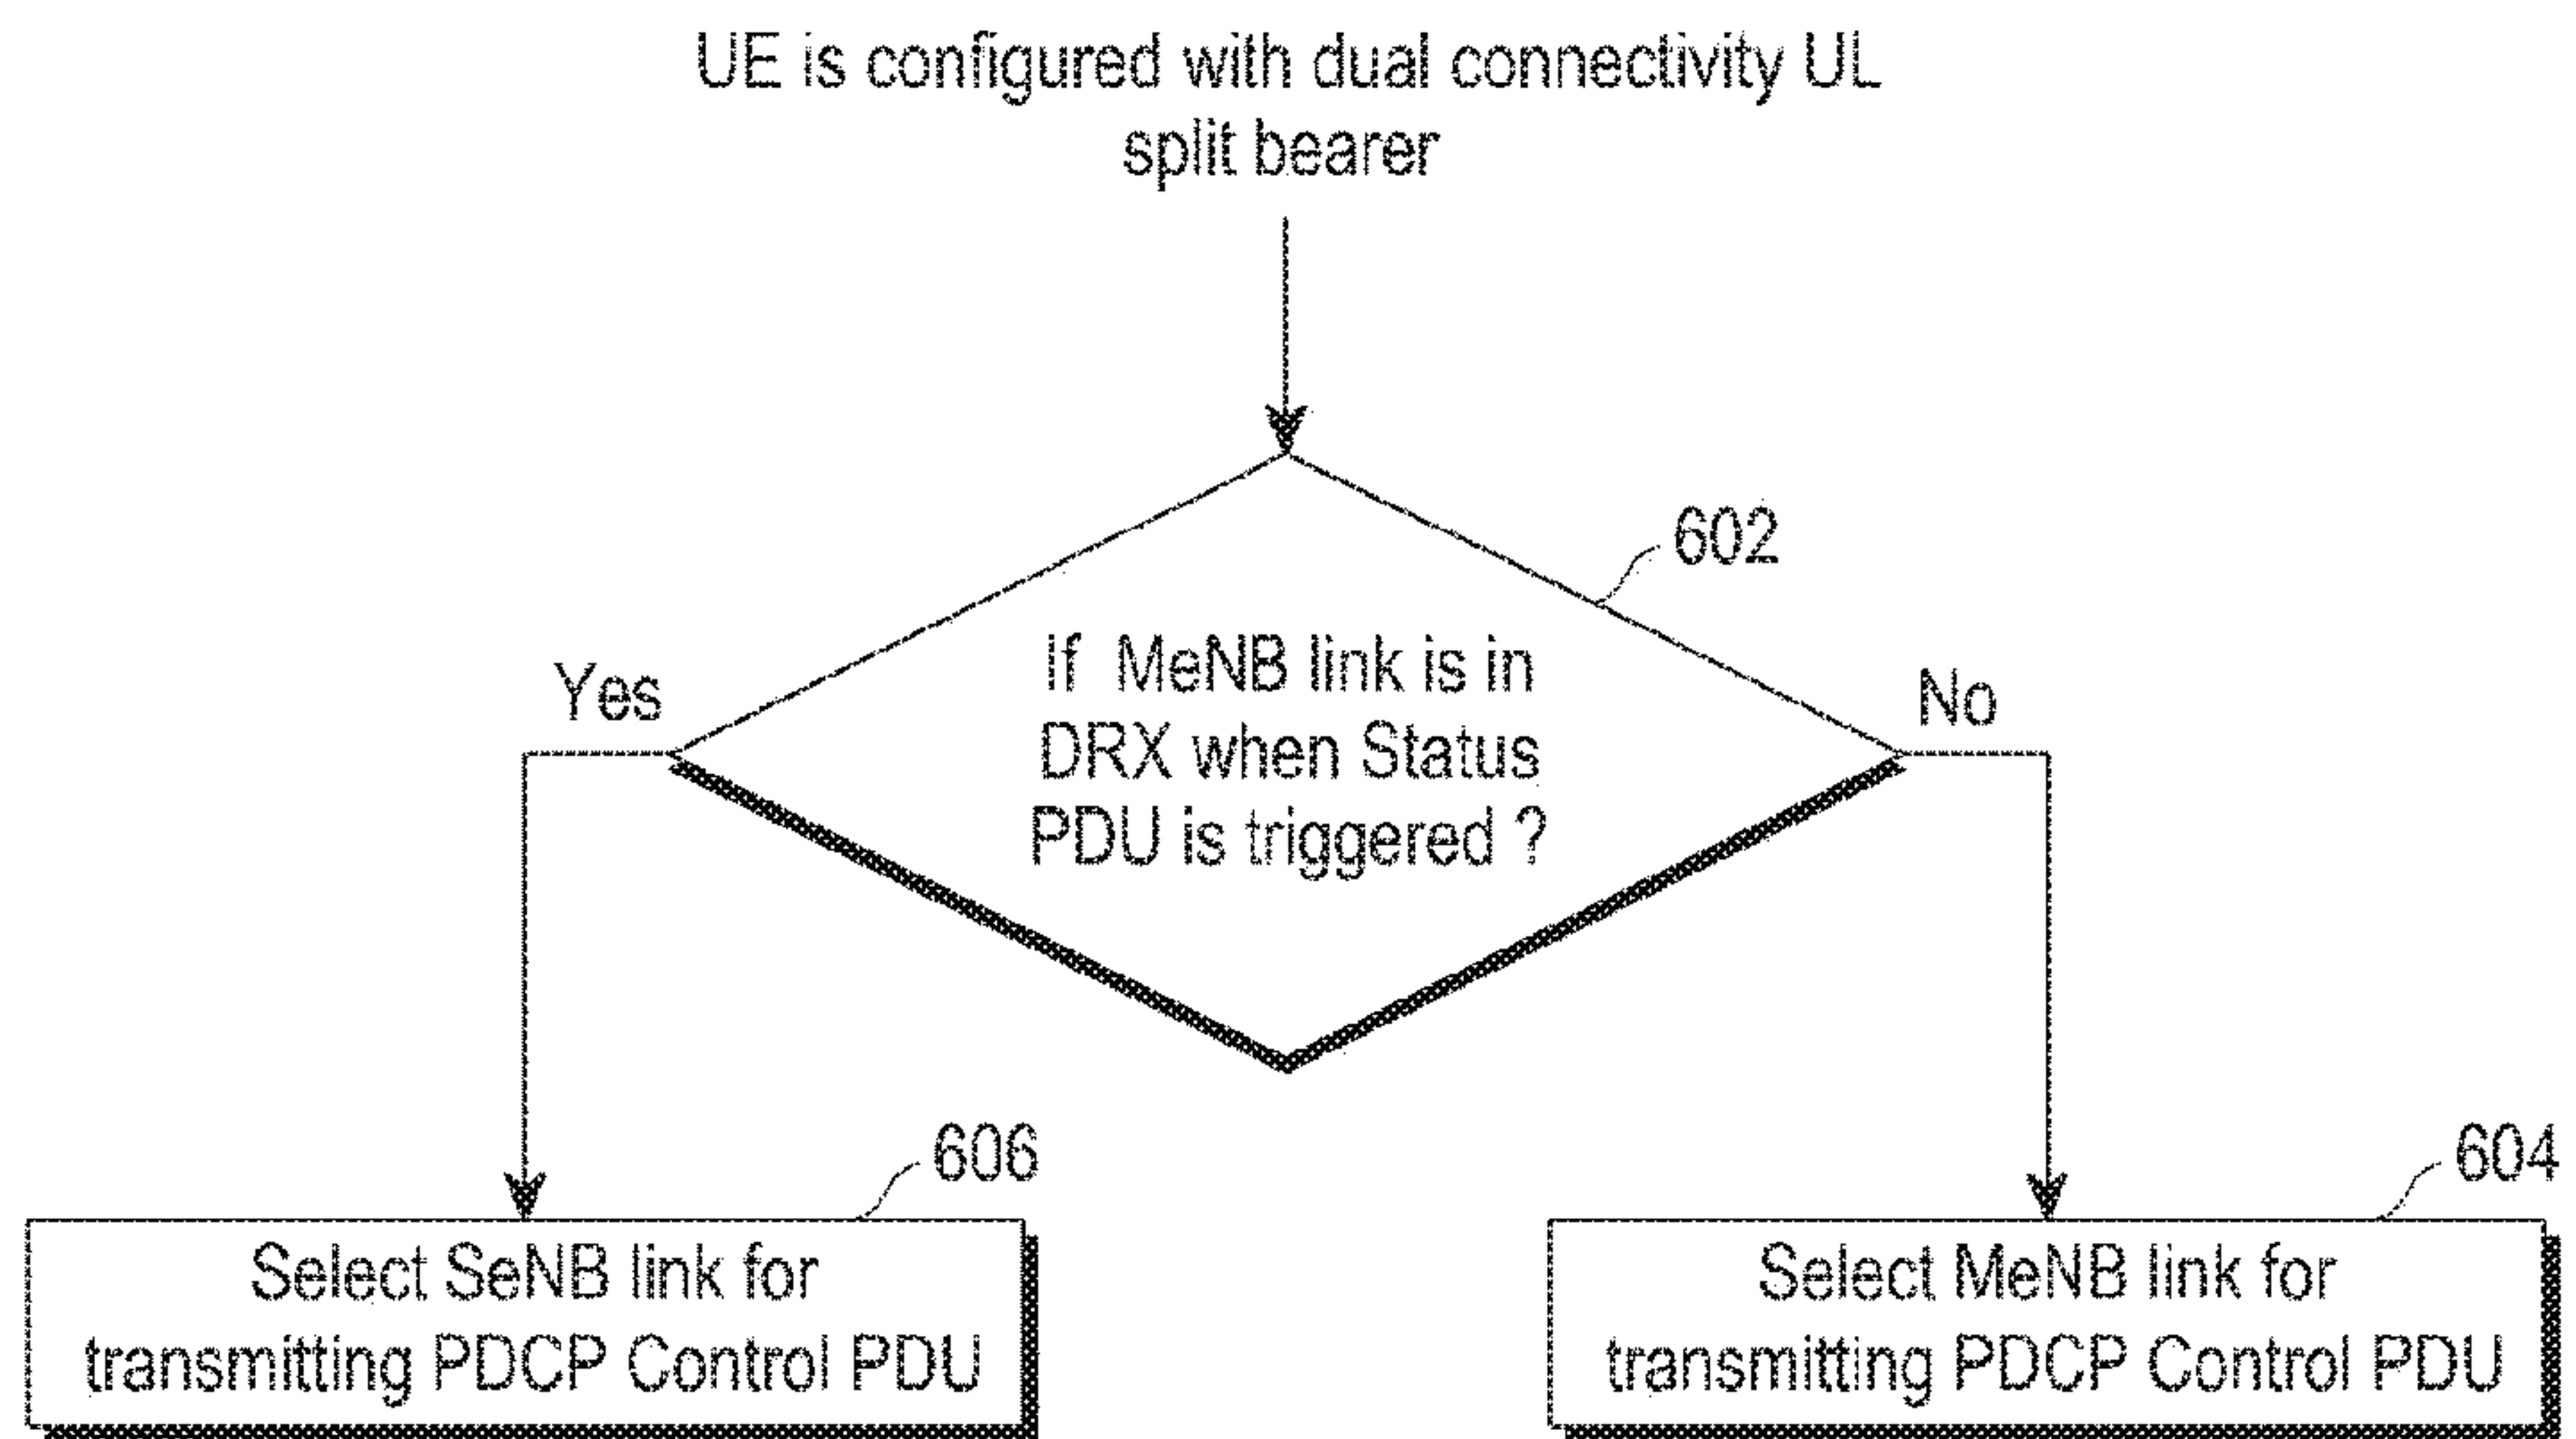 UE is configured with dual connectivity UL
split bearer
602
If MeNB link is in
DRX when Status
PDU is triggered ?
Yes
No
606
Select SeNB link for
transmitting PDCP Control PDU
604
Select MeNB link for
transmitting PDCP Control PDU